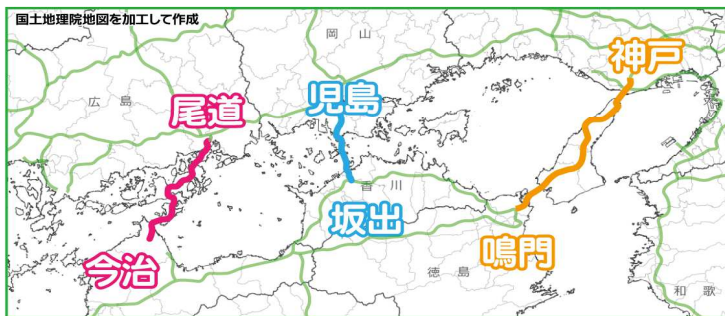 国土地理院地図を加工して作成
岡山
神戸
広島
尾道
児島
香川
坂出
鳴門
今治
徳島
和歌